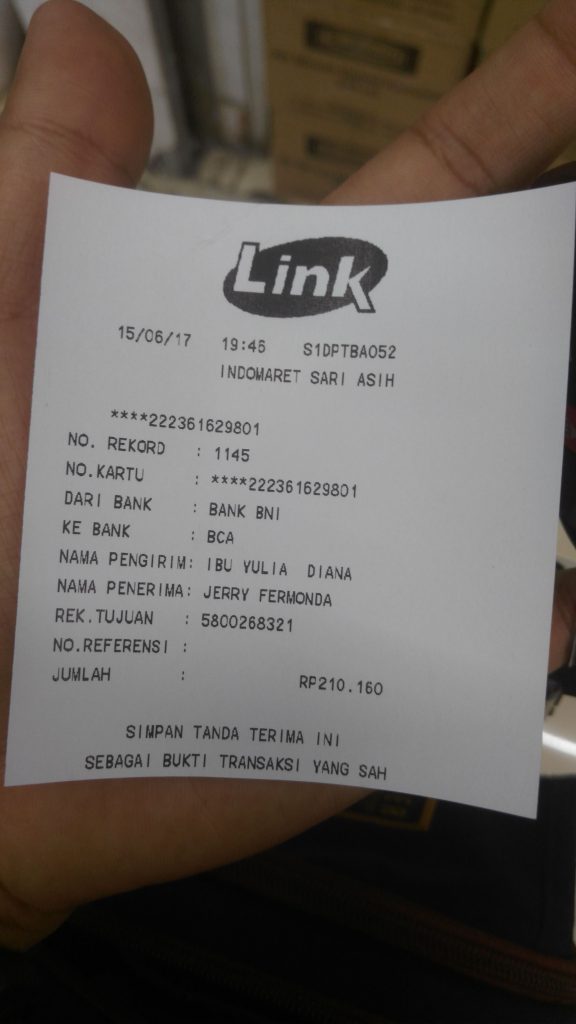 Link
15/06/17 19:46 S1DPTBA052
INDOMARET SARI ASIH
****222361629801
NO. REKORD : 1145
NO.KARTU : ****222361629801
DARI BANK : BANK BNI
KE BANK : BCA
NAMA PENGIRIM: IBU YULIA DIANA
NAMA PENERIMA: JERRY FERMONDA
REK.TUJUAN : 5800268321
NO.REFERENSI :
JUMLAH : RP210.160
SIMPAN TANDA TERIMA INI
SEBAGAI BUKTI TRANSAKSI YANG SAH